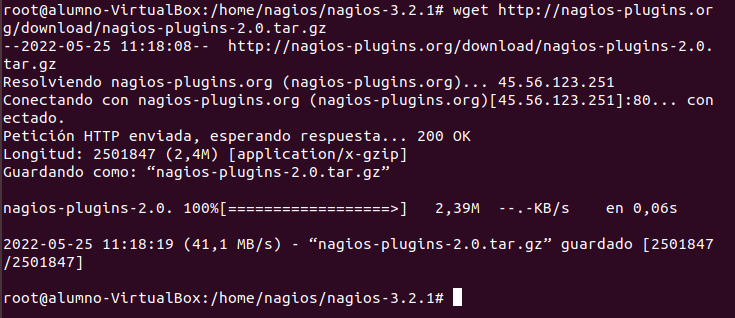 root@alumno-VirtualBox:/home/nagios/nagios-3.2.1# wget http://nagios-plugins.or
g/download/nagios-plugins-2.0.tar.gz
--2022-05-25 11:18:08--  http://nagios-plugins.org/download/nagios-plugins-2.0.
tar.gz
Resolviendo nagios-plugins.org (nagios-plugins.org)... 45.56.123.251
Conectando con nagios-plugins.org (nagios-plugins.org)[45.56.123.251]:80... con
ectado.
Petición HTTP enviada, esperando respuesta... 200 OK
Longitud: 2501847 (2,4M) [application/x-gzip]
Guardando como: “nagios-plugins-2.0.tar.gz”
nagios-plugins-2.0. 100%[==================>]   2,39M  --.-KB/s    en 0,06s
2022-05-25 11:18:19 (41,1 MB/s) - “nagios-plugins-2.0.tar.gz” guardado [2501847
/2501847]
root@alumno-VirtualBox:/home/nagios/nagios-3.2.1#